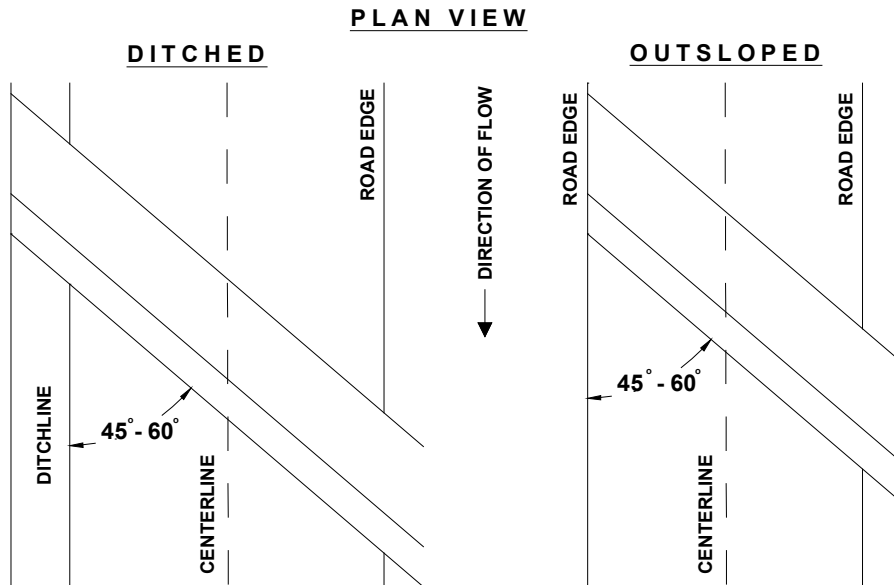 PLAN VIEW
DITCHED
OUTSLOPED
ROAD EDGE
DIRECTION OF FLOW
ROAD EDGE
ROAD EDGE
45° - 60°
45° - 60°
DITCHLINE
CENTERLINE
CENTERLINE